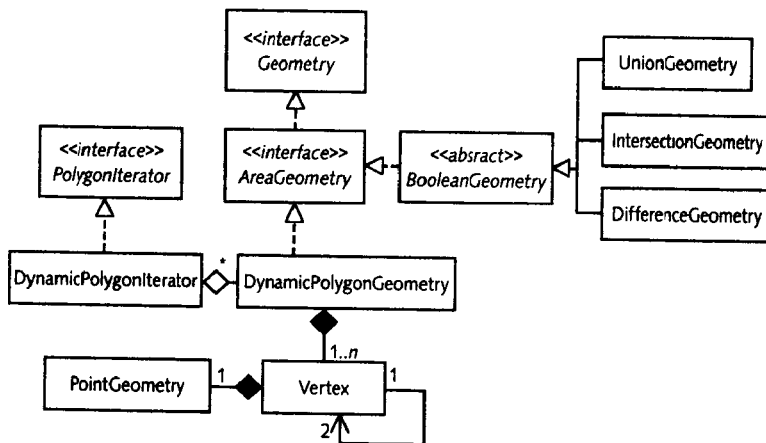 <<interface>>
Geometry
UnionGeometry
<<interface>>
PolygonIterator
<<interface>>
AreaGeometry
<<absract>>
BooleanGeometry
IntersectionGeometry
DifferenceGeometry
*
DynamicPolygonIterator
DynamicPolygonGeometry
1..n
PointGeometry
1
Vertex
1
2